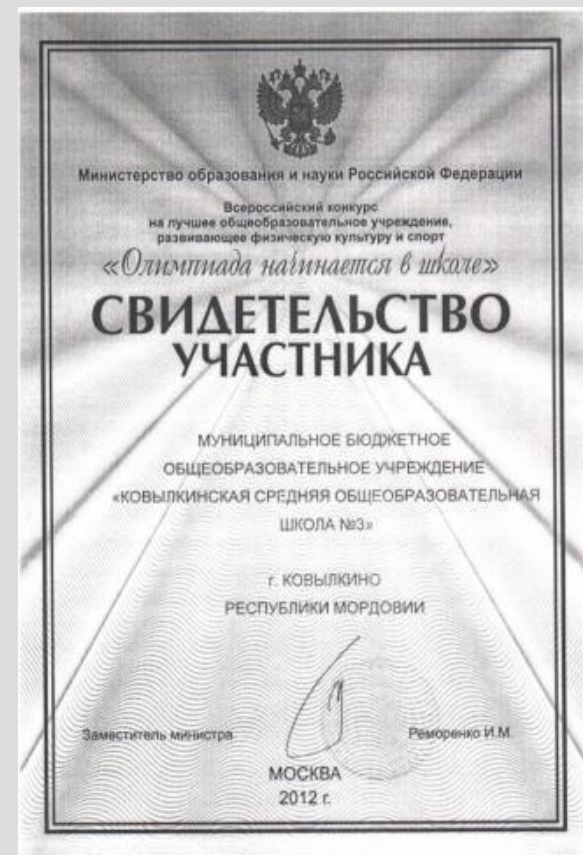 Министерство образования и науки Российской Федерации
Всероссийский конкурс
на лучшее общеобразовательное учреждение,
развивающее физическую культуру и спорт
«Олимпиада начинается в школе»
СВИДЕТЕЛЬСТВО
УЧАСТНИКА
МУНИЦИПАЛЬНОЕ БЮДЖЕТНОЕ
ОБЩЕОБРАЗОВАТЕЛЬНОЕ УЧРЕЖДЕНИЕ
«КОВЫЛКИНСКАЯ СРЕДНЯЯ ОБЩЕОБРАЗОВАТЕЛЬНАЯ
ШКОЛА №3»
г. КОВЫЛКИНО
РЕСПУБЛИКИ МОРДОВИИ
Заместитель министра Реморенко И.М.
МОСКВА
2012 г.